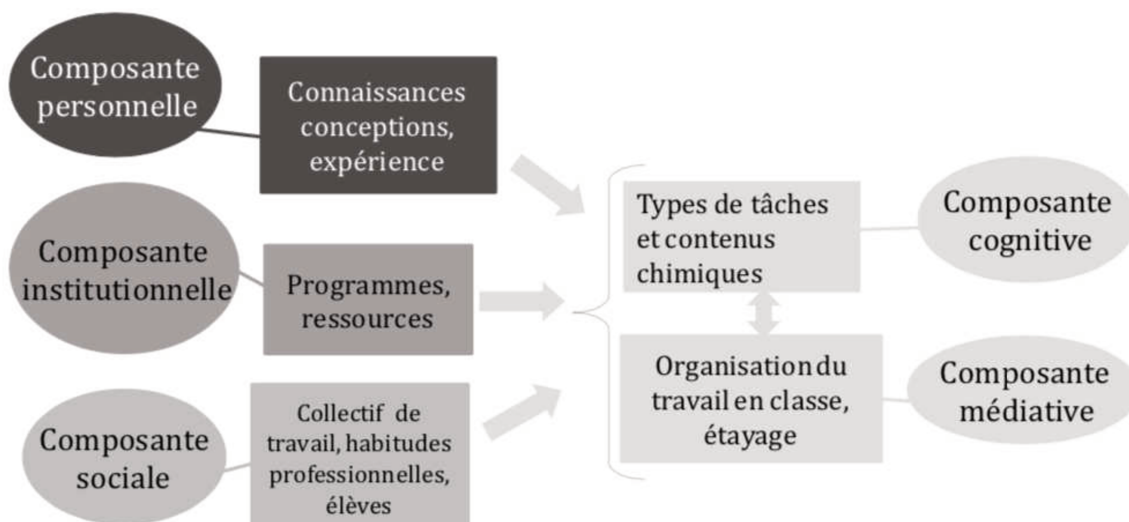 Composante
personnelle
Connaissances
conceptions,
expérience
Composante
institutionnelle
Programmes,
ressources
Composante
sociale
Collectif de
travail, habitudes
professionnelles,
élèves
Types de tâches
et contenus
chimiques
Composante
cognitive
Organisation du
travail en classe,
étayage
Composante
médiative